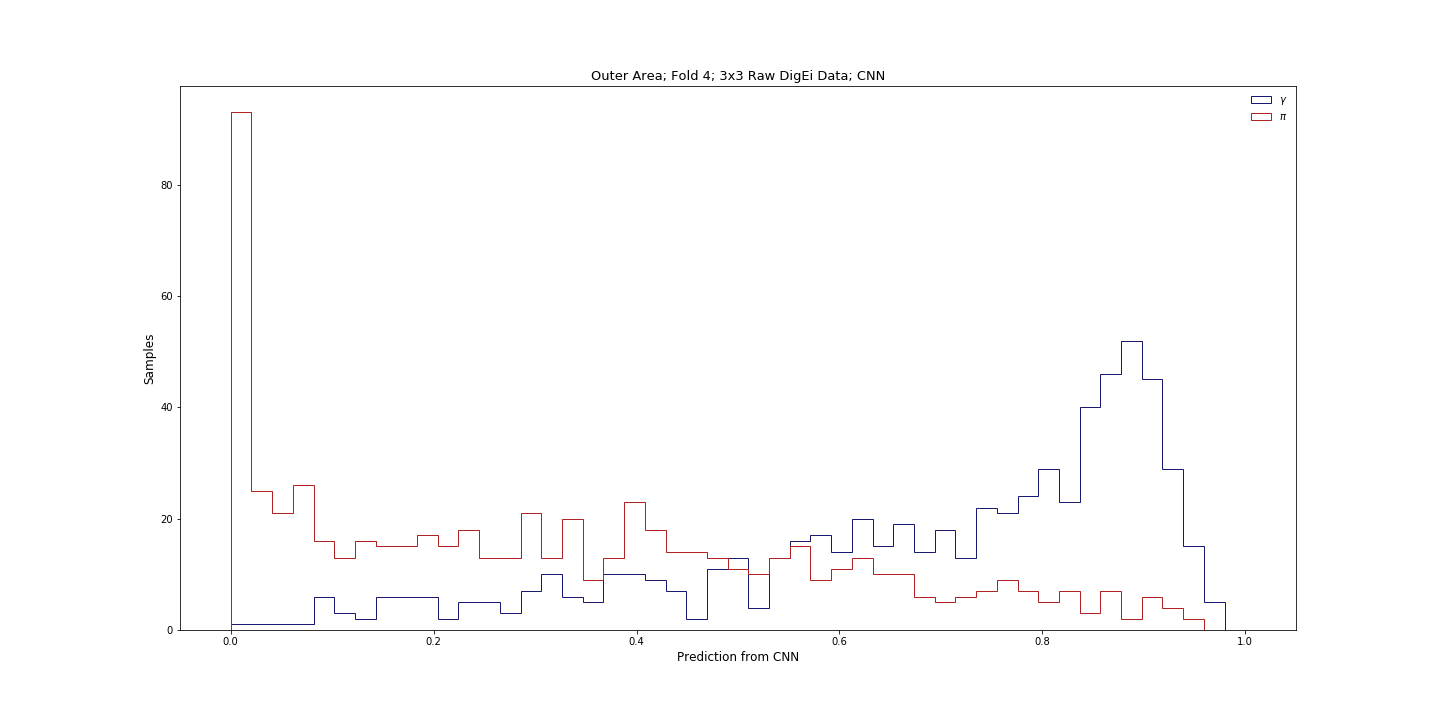 Outer Area; Fold 4; 3x3 Raw DigEi Data; CNN
γ
π
80
60
40
20
0
Samples
0.0 0.2 0.4 0.6 0.8 1.0
Prediction from CNN